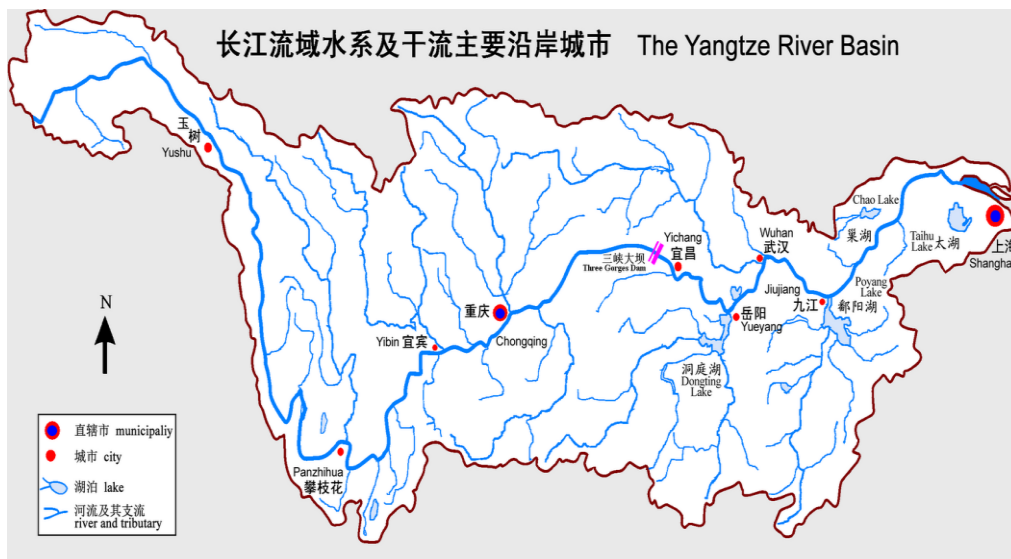 长江流域水系及干流主要沿岸城市 The Yangtze River Basin
玉
树
Yushu
Chao Lake
巢湖
Taihu
Lake 太湖
上海
Shangha
Wuhan
武汉
Yichang
宜昌
三峡大坝
Three Gorges Dam
Poyang
Lake
鄱阳湖
Jiujiang
九江
岳阳
Yueyang
重庆
Chongqing
Yibin 宜宾
洞庭湖
Dongting
Lake
N
Panzhihua
攀枝花
直辖市 municipaliy
城市 city
湖泊 lake
河流及其支流
river and tributary